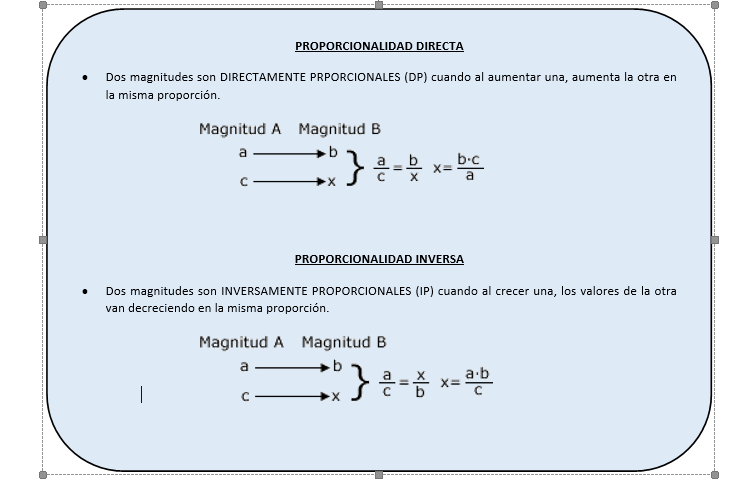 PROPORCIONALIDAD DIRECTA
• Dos magnitudes son DIRECTAMENTE PRPORCIONALES (DP) cuando al aumentar una, aumenta la otra en
la misma proporción.
Magnitud A Magnitud B
a → b
c → x
} a/c = b/x x= b·c/a
PROPORCIONALIDAD INVERSA
• Dos magnitudes son INVERSAMENTE PROPORCIONALES (IP) cuando al crecer una, los valores de la otra
van decreciendo en la misma proporción.
Magnitud A Magnitud B
a → b
c → x
} a/c = x/b x= a·b/c